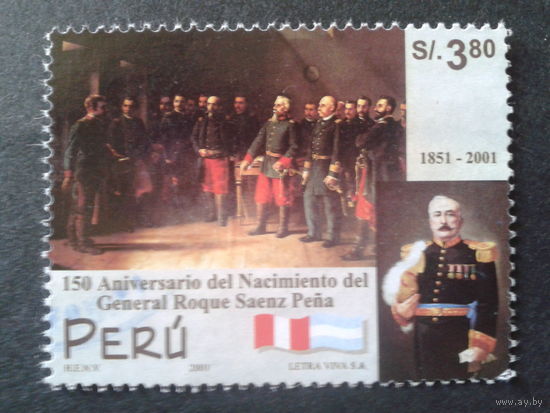 S/.3.80
1851 - 2001
150 Aniversario del Nacimiento del
General Roque Saenz Peña
PERÚ
2001
LETRA VIVA S.A
www.ay.by